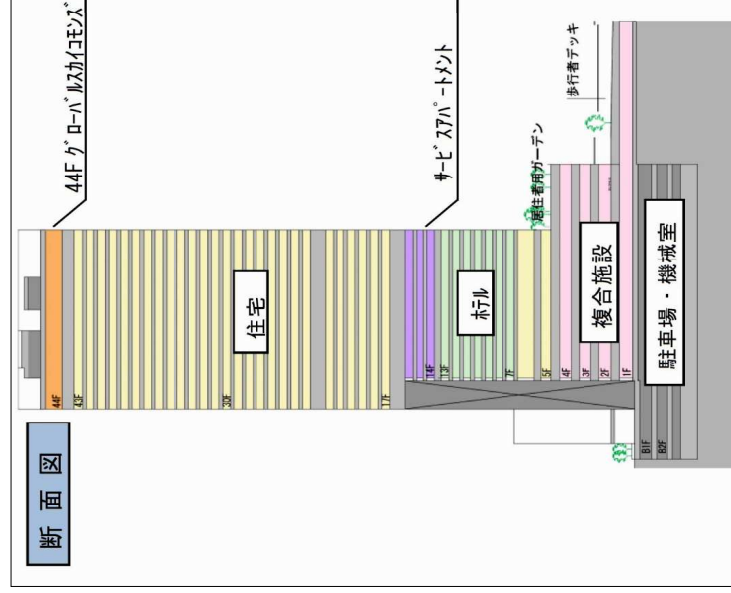 断面図
44F グローバルスカイコモンズ
サービスアパートメント
居住者用ガーデン
歩行者デッキ
住宅
ホテル
複合施設
駐車場・機械室
44F
43F
30F
17F
14F
13F
7F
5F
4F
3F
2F
1F
B1F
B2F